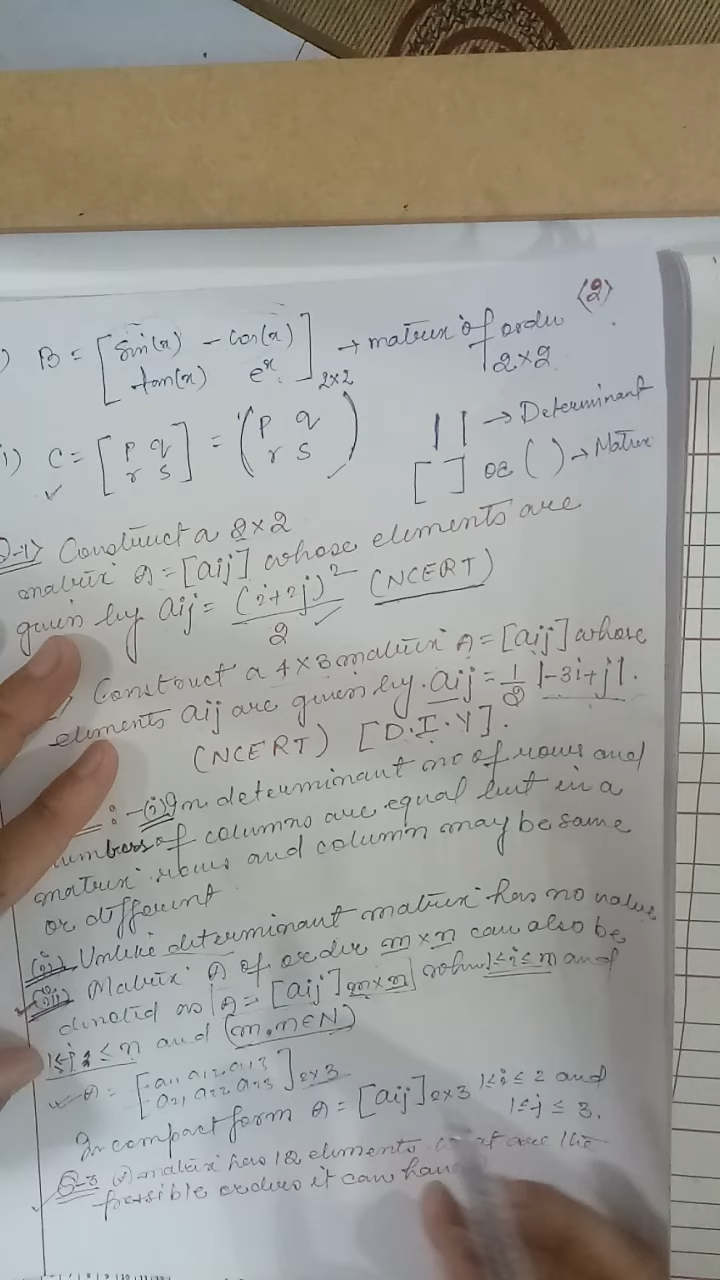 (2)
) B = [sin(x) -cos(x)
tan(x) e^x]2×2 → matrix of order 2×2
i) C = [p q
r s] = (p q
r s)
| | → Determinant
[ ] or ( ) → Matrix
Q-1) Construct a 2×2
matrix A = [aij] whose elements are
given by aij = (i+2j)^2/2 (NCERT)
Construct a 4×3 matrix A = [aij] whose
elements aij are given by. aij = 1/2 |-3i+j|.
(NCERT) [D.I.Y].
:- (i) In determinant no of rows and
numbers of columns are equal but in a
matrix rows and column may be same
or different.
(ii) Unlike determinant matrix has no value
(iii) Matrix A of order m×n can also be
denoted as A = [aij]m×n when 1≤i≤m and
1≤j≤n and (m,n∈N)
A = [a11 a12 a13
a21 a22 a23]2×3
In compact form A = [aij]2×3 1≤i≤2 and
1≤j≤3.
Q-3 matrix has 12 elements are the
possible orders it can